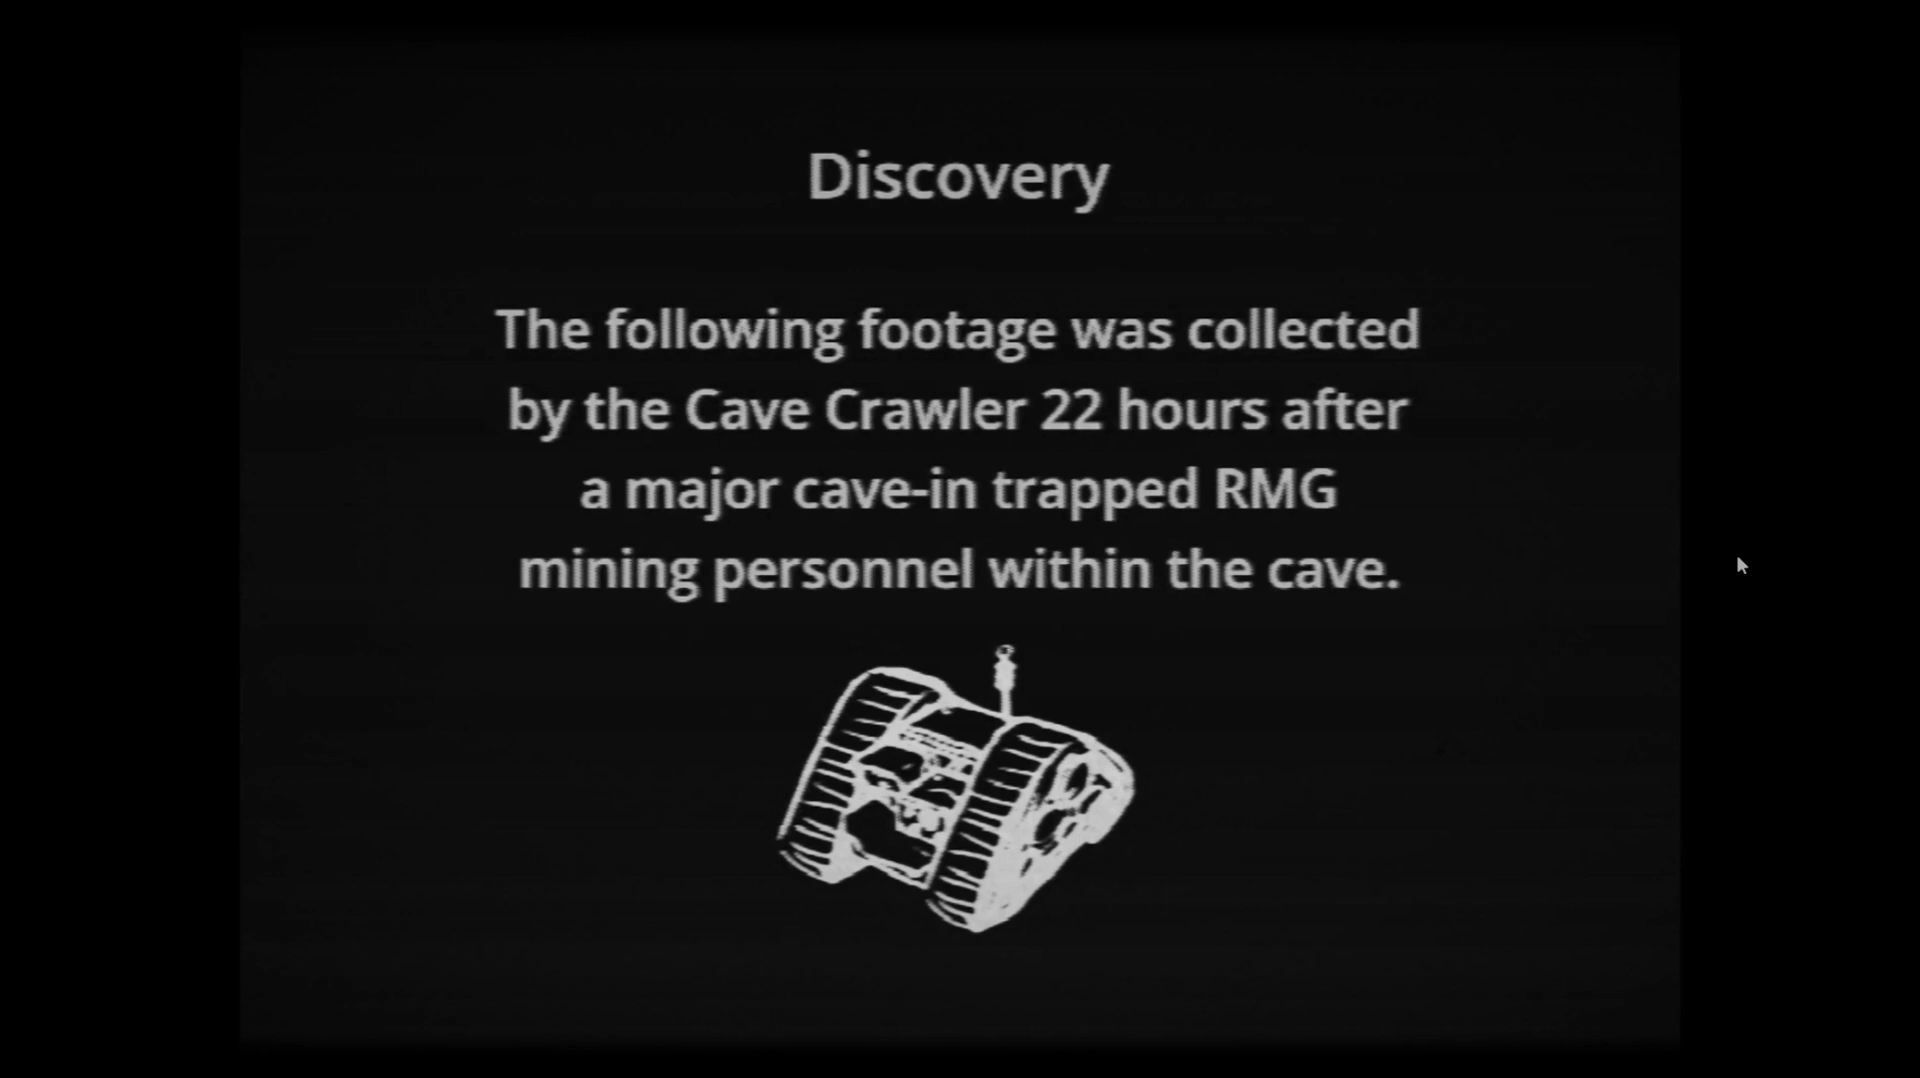 Discovery
The following footage was collected
by the Cave Crawler 22 hours after
a major cave-in trapped RMG
mining personnel within the cave.